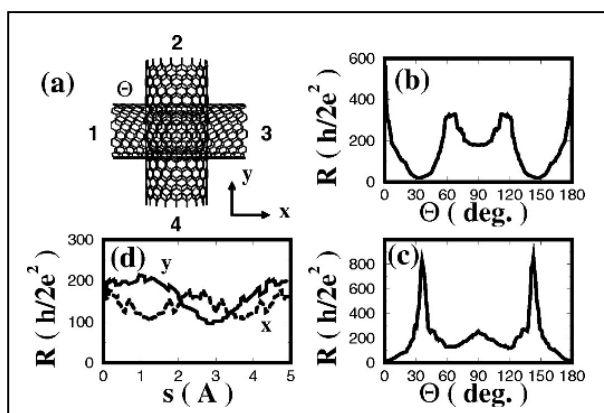 (a)
2
Θ
1
3
4
y
x
(b)
R ( h/2e² )
600
400
200
0
0 30 60 90 120 150 180
Θ ( deg. )
(d)
R ( h/2e² )
300
200
100
0
y
x
0 1 2 3 4 5
s ( A )
(c)
R ( h/2e² )
800
600
400
200
0
0 30 60 90 120 150 180
Θ ( deg. )